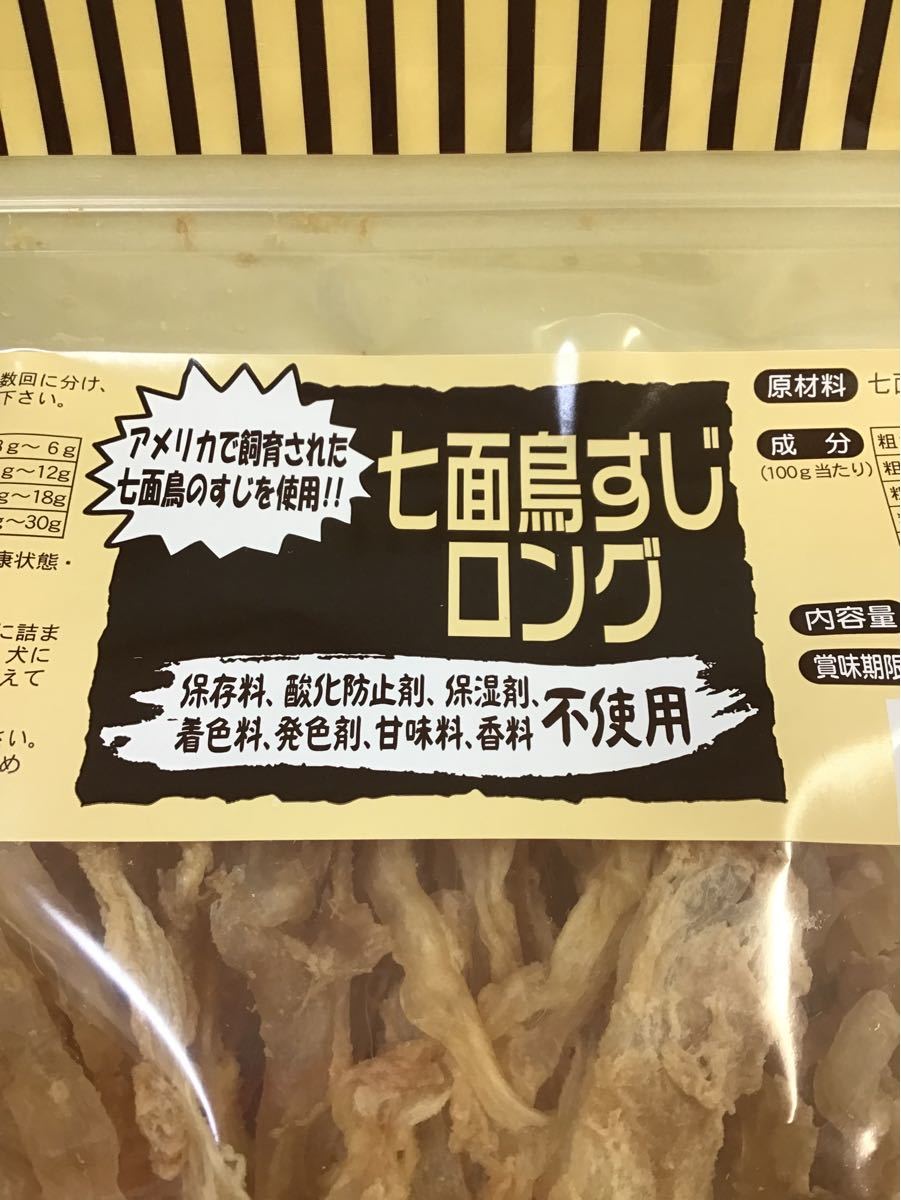 数回に分け、
下さい。
3g〜6g
g〜12g
g〜18g
g〜30g
康状態・
に詰ま
犬に
えて
さい。
め
アメリカで飼育された
七面鳥のすじを使用!!
七面鳥すじ
ロング
保存料、酸化防止剤、保湿剤、
着色料、発色剤、甘味料、香料
不使用
原材料 七面
成分
(100g当たり)
粗
粗
内容量
賞味期限